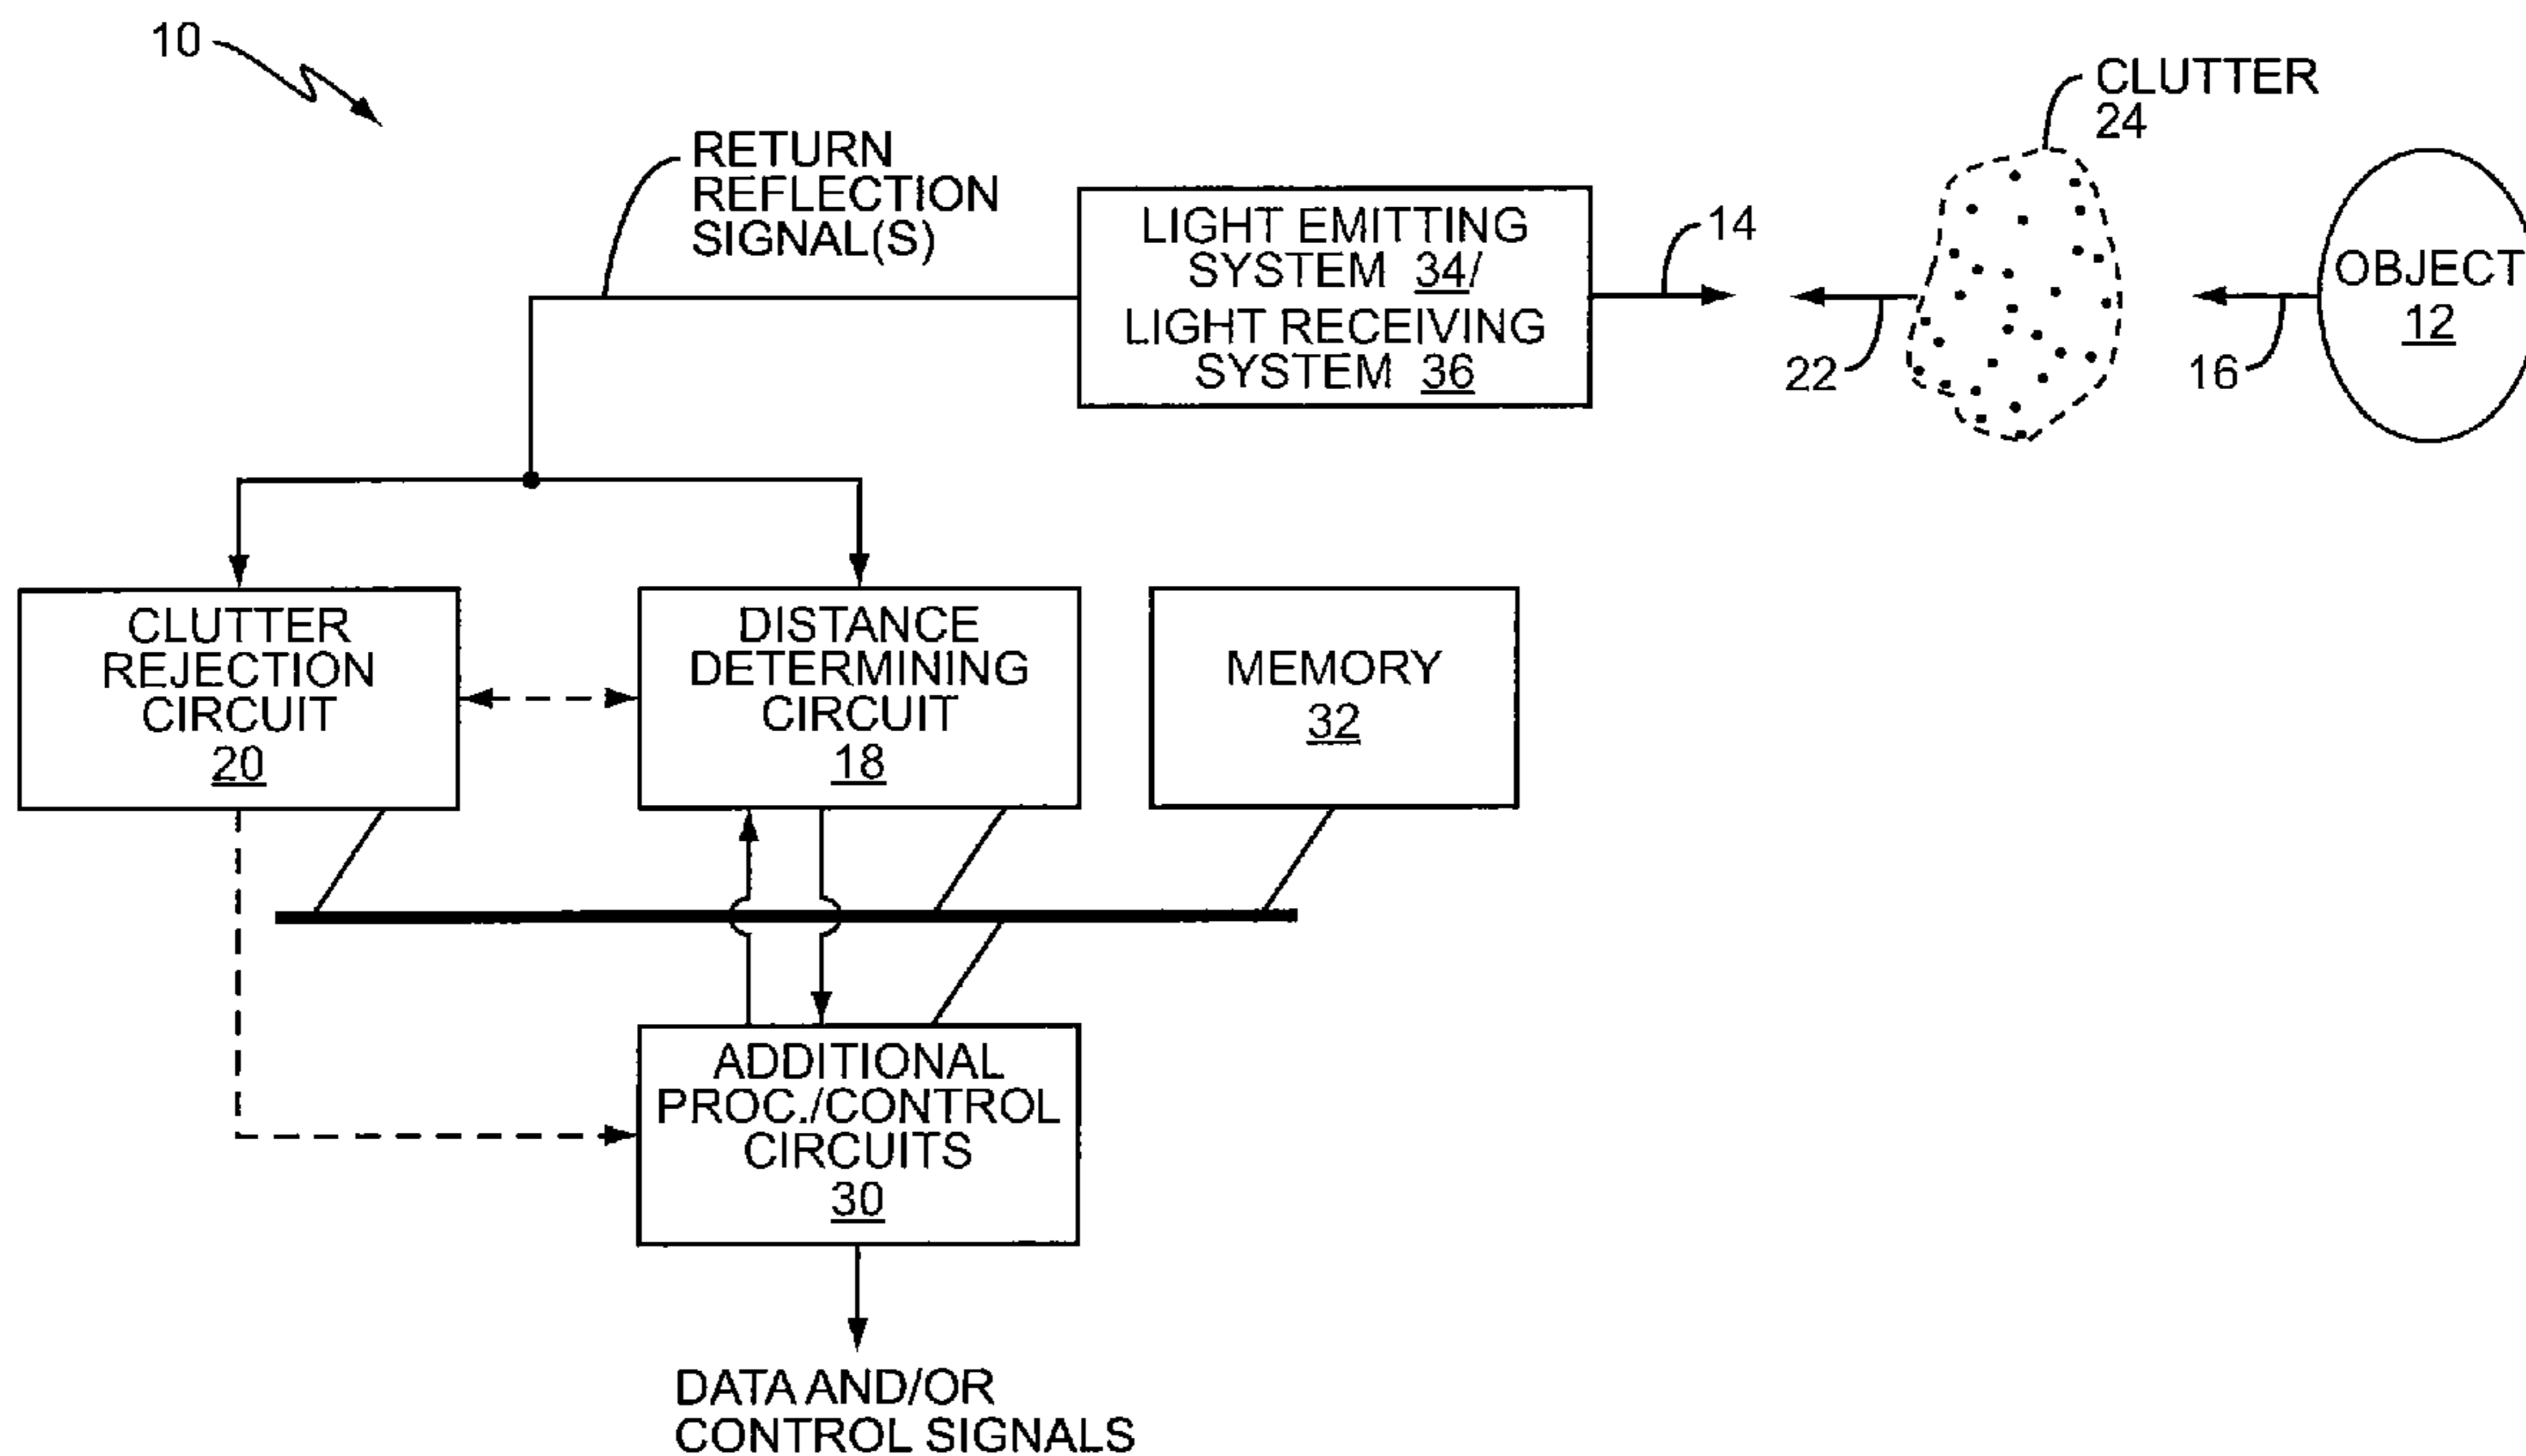 10
CLUTTER
24
RETURN
REFLECTION
SIGNAL(S)
LIGHT EMITTING
SYSTEM 34/
LIGHT RECEIVING
SYSTEM 36
14
22
16
OBJECT
12
CLUTTER
REJECTION
CIRCUIT
20
DISTANCE
DETERMINING
CIRCUIT
18
MEMORY
32
ADDITIONAL
PROC./CONTROL
CIRCUITS
30
DATA AND/OR
CONTROL SIGNALS